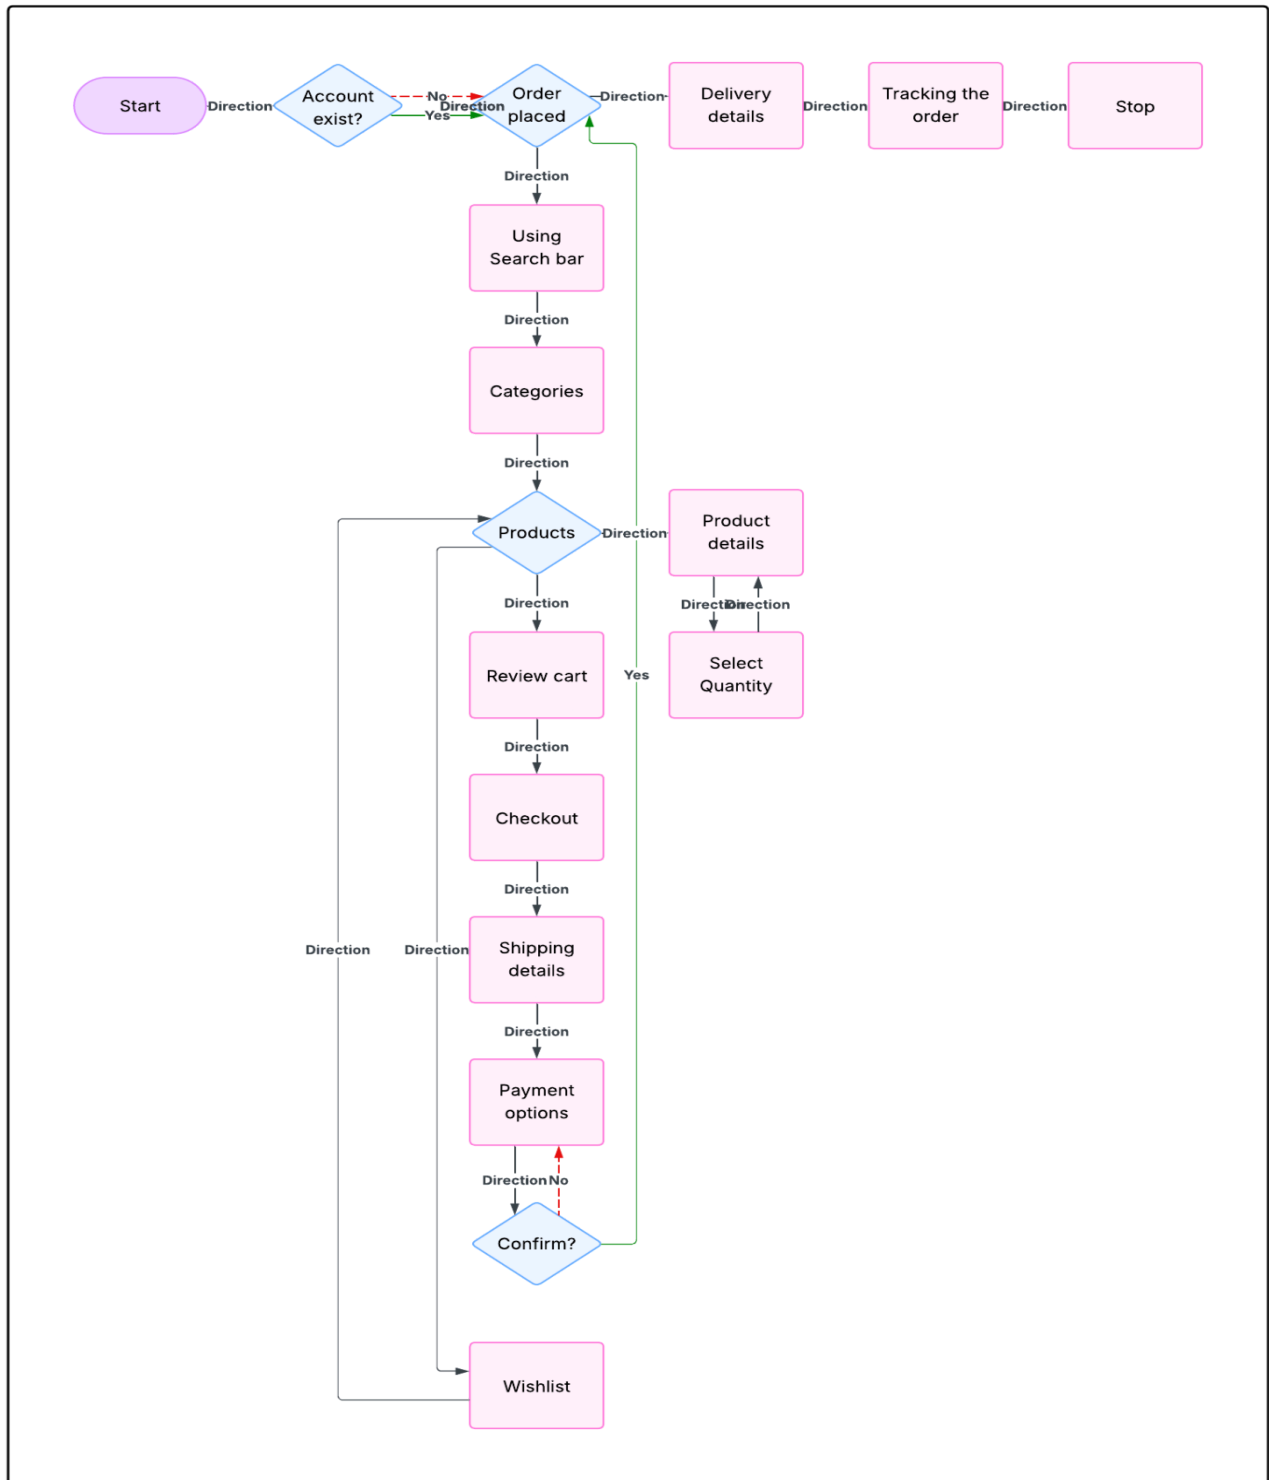 Start
Direction
Account
exist?
No
Direction
Yes
Order
placed
Direction
Delivery
details
Direction
Tracking the
order
Direction
Stop
Direction
Using
Search bar
Direction
Categories
Direction
Products
Direction
Product
details
Direction
Direction
Direction
Select
Quantity
Review cart
Yes
Direction
Checkout
Direction
Direction
Direction
Shipping
details
Direction
Payment
options
Direction
No
Confirm?
Wishlist